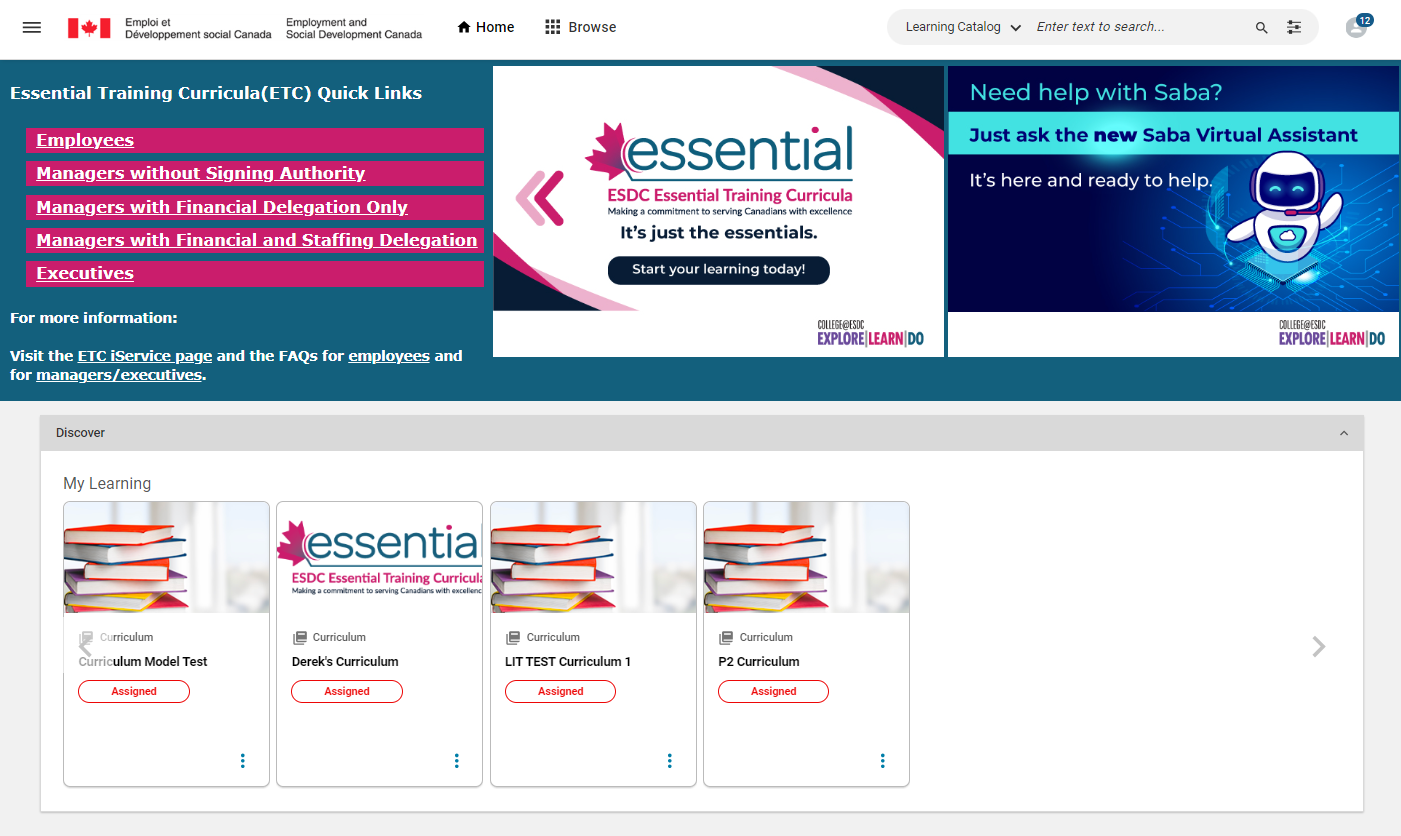 Emploi et
Développement social Canada
Employment and
Social Development Canada
Home
Browse
Learning Catalog
Enter text to search...
12
Essential Training Curricula(ETC) Quick Links
Employees
Managers without Signing Authority
Managers with Financial Delegation Only
Managers with Financial and Staffing Delegation
Executives
For more information:
Visit the ETC iService page and the FAQs for employees and
for managers/executives.
essential
ESDC Essential Training Curricula
Making a commitment to serving Canadians with excellence
It's just the essentials.
Start your learning today!
COLLEGE@ESDC
EXPLORE|LEARN|DO
Need help with Saba?
Just ask the new Saba Virtual Assistant
It's here and ready to help.
COLLEGE@ESDC
EXPLORE|LEARN|DO
Discover
My Learning
Curriculum
Curriculum Model Test
Assigned
essential
ESDC Essential Training Curricula
Making a commitment to serving Canadians with excellence
Curriculum
Derek's Curriculum
Assigned
Curriculum
LIT TEST Curriculum 1
Assigned
Curriculum
P2 Curriculum
Assigned